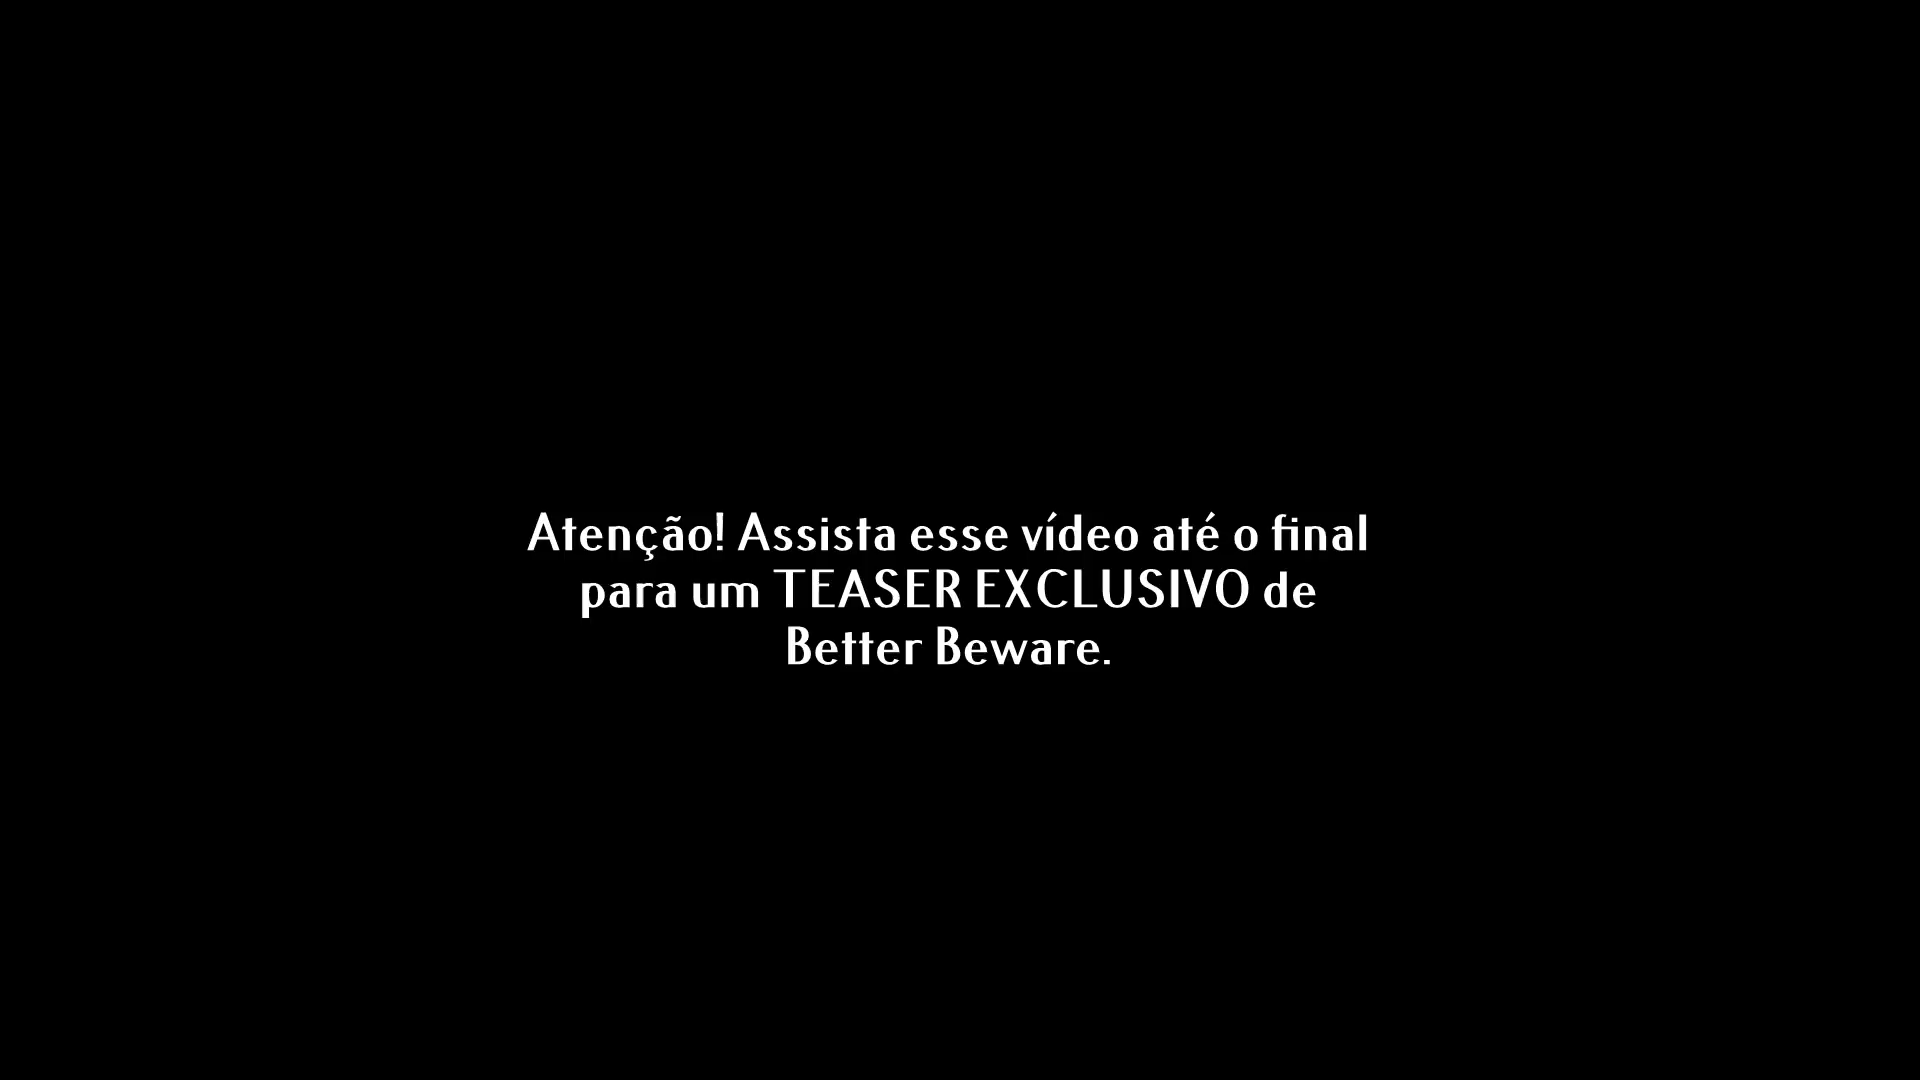 Atenção! Assista esse vídeo até o final
para um TEASER EXCLUSIVO de
Better Beware.